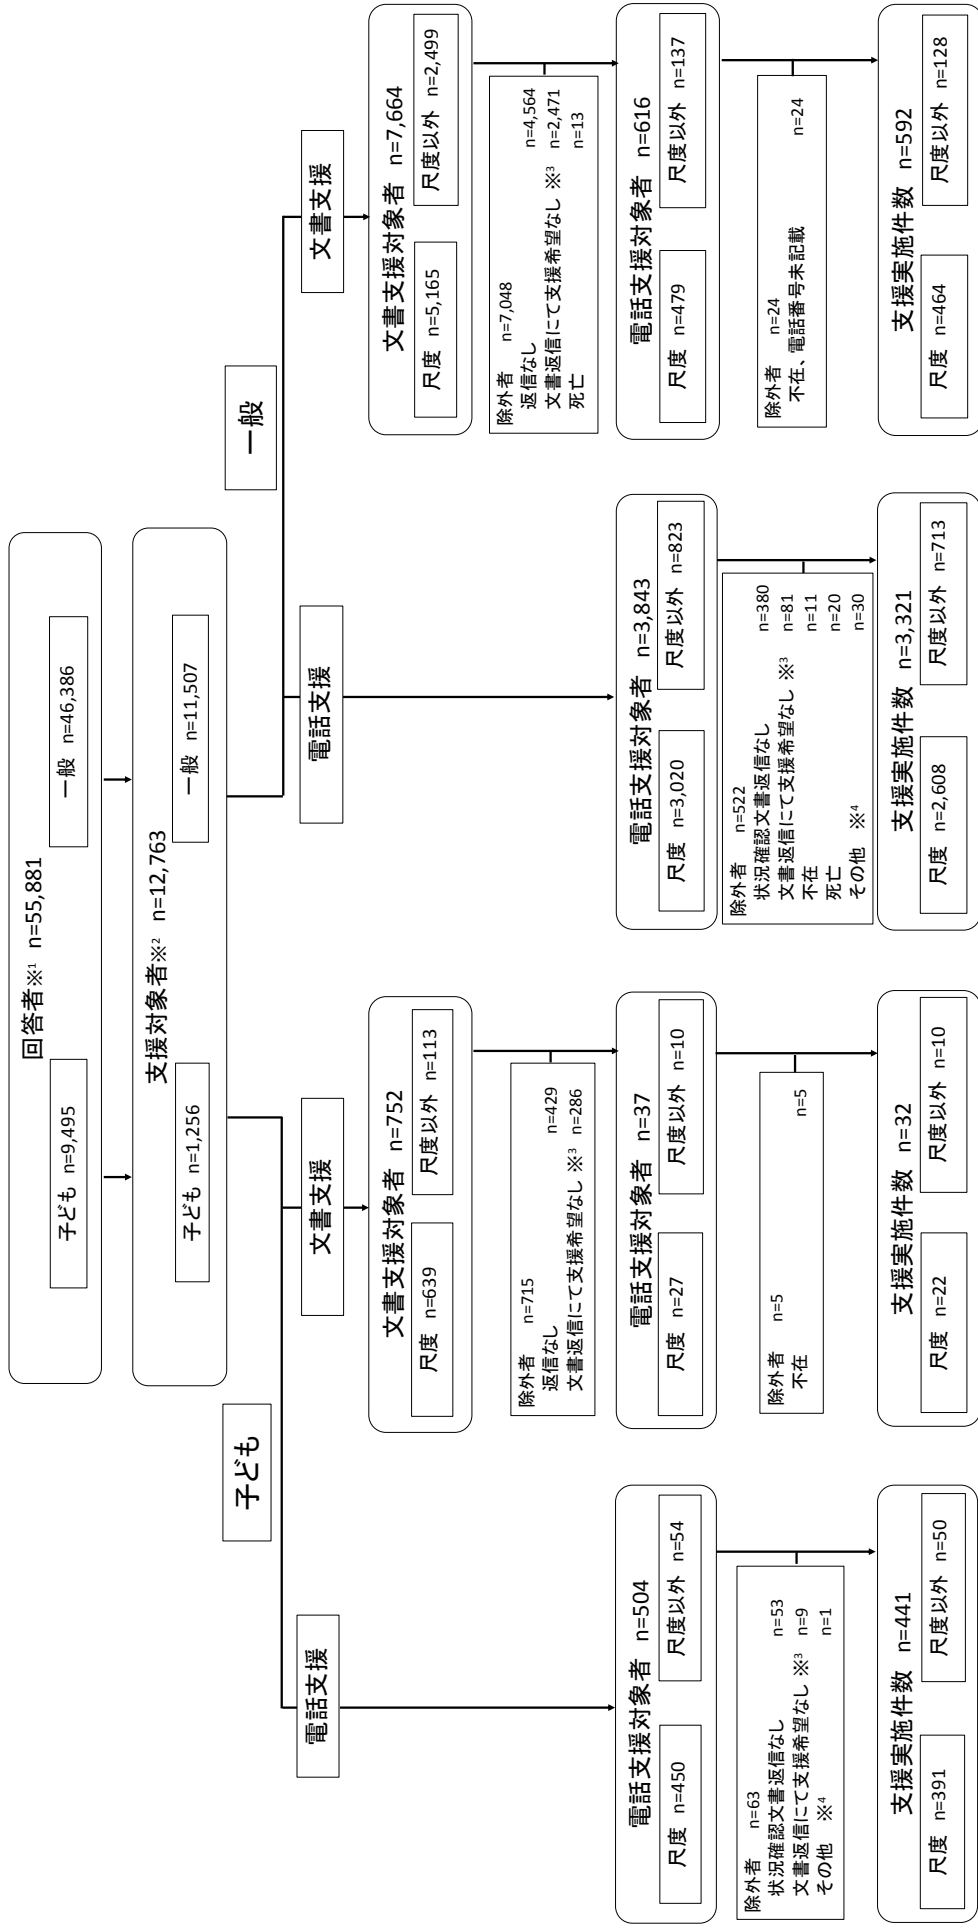 回答者※1 n=55,881
子ども n=9,495
一般 n=46,386
支援対象者※2 n=12,763
子ども n=1,256
一般 n=11,507
子ども
一般
電話支援
文書支援
電話支援
文書支援
電話支援対象者 n=504
尺度 n=450
尺度以外 n=54
除外者 n=63
状況確認文書返信なし n=53
文書返信にて支援希望なし ※3 n=9
その他 ※4 n=1
支援実施件数 n=441
尺度 n=391
尺度以外 n=50
文書支援対象者 n=752
尺度 n=639
尺度以外 n=113
除外者 n=715
返信なし n=429
文書返信にて支援希望なし ※3 n=286
電話支援対象者 n=37
尺度 n=27
尺度以外 n=10
除外者 n=5
不在 n=5
支援実施件数 n=32
尺度 n=22
尺度以外 n=10
電話支援対象者 n=3,843
尺度 n=3,020
尺度以外 n=823
除外者 n=522
状況確認文書返信なし n=380
文書返信にて支援希望なし ※3 n=81
不在 n=11
死亡 n=20
その他 ※4 n=30
支援実施件数 n=3,321
尺度 n=2,608
尺度以外 n=713
文書支援対象者 n=7,664
尺度 n=5,165
尺度以外 n=2,499
除外者 n=7,048
返信なし n=4,564
文書返信にて支援希望なし ※3 n=2,471
死亡 n=13
電話支援対象者 n=616
尺度 n=479
尺度以外 n=137
除外者 n=24
不在、電話番号未記載 n=24
支援実施件数 n=592
尺度 n=464
尺度以外 n=128